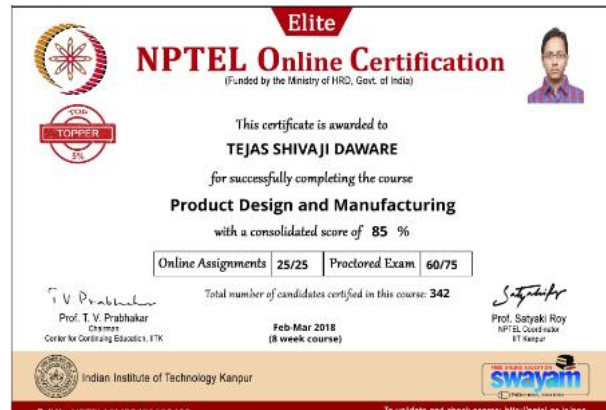 Elite
NPTEL Online Certification
(Funded by the Ministry of HRD, Govt. of India)
TOPPER
5%
This certificate is awarded to
TEJAS SHIVAJI DAWARE
for successfully completing the course
Product Design and Manufacturing
with a consolidated score of 85 %
Online Assignments 25/25 Proctored Exam 60/75
Total number of candidates certified in this course: 342
Prof. T. V. Prabhakar
Chairman
Center for Continuing Education, IITK
Feb-Mar 2018
(8 week course)
Prof. Satyaki Roy
NPTEL Coordinator
IIT Kanpur
Indian Institute of Technology Kanpur
FREE ONLINE EDUCATION
swayam